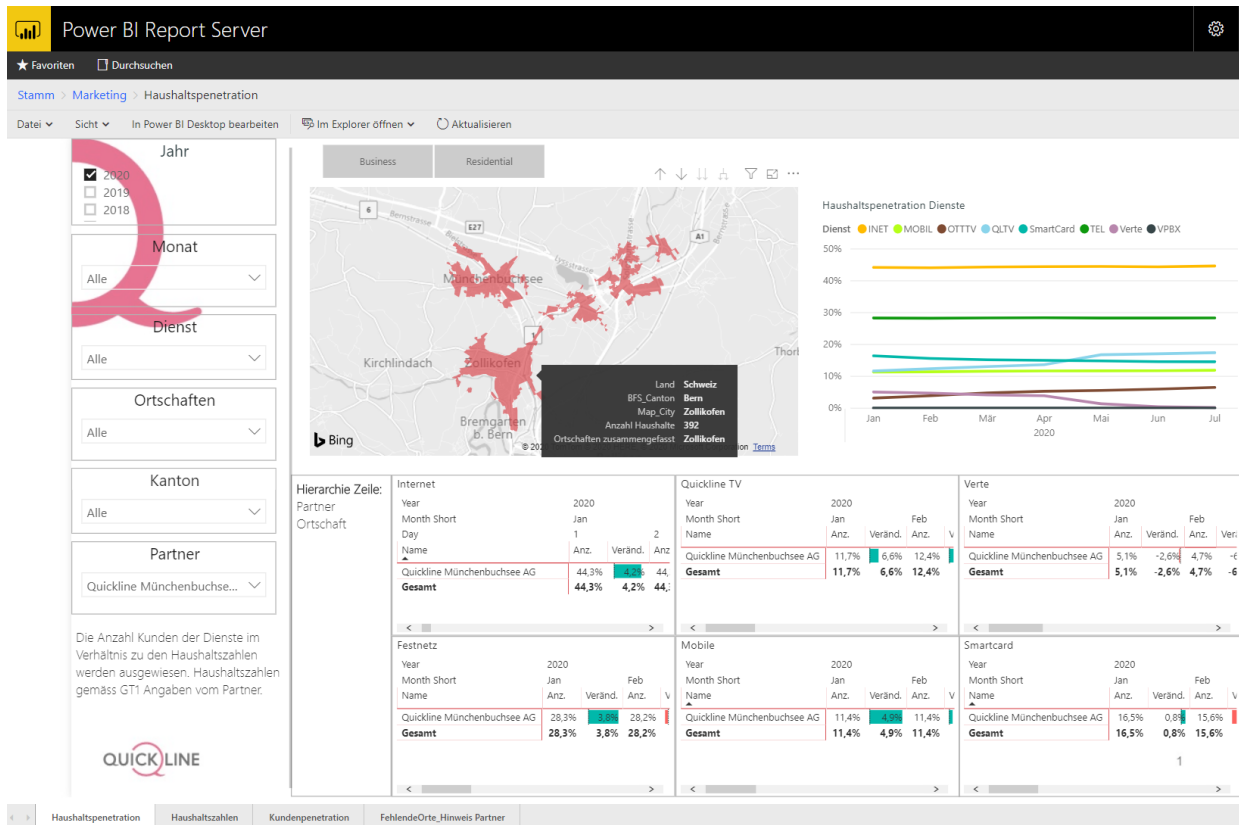 Power BI Report Server
Favoriten Durchsuchen
Stamm > Marketing > Haushaltspenetration
Datei Sicht In Power BI Desktop bearbeiten Im Explorer öffnen Aktualisieren
Jahr
2020
2019
2018
Monat
Alle
Dienst
Alle
Ortschaften
Alle
Kanton
Alle
Partner
Quickline Münchenbuchse...
Die Anzahl Kunden der Dienste im
Verhältnis zu den Haushaltszahlen
werden ausgewiesen. Haushaltszahlen
gemäss GT1 Angaben vom Partner.
QUICKLINE
Business Residential
6
Bernstrasse
E27
A1
Lyssstrasse
Münchenbuchsee
1
Kirchlindach
Zollikofen
Thor
Bremgarten
b. Bern
Bing
Terms
Land Schweiz
BFS_Canton Bern
Map_City Zollikofen
Anzahl Haushalte 392
Ortschaften zusammengefasst Zollikofen
Haushaltspenetration Dienste
Dienst INET MOBIL OTTTV QLTV SmartCard TEL Verte VPBX
50%
40%
30%
20%
10%
0%
Jan Feb Mär Apr Mai Jun Jul
2020
Hierarchie Zeile:
Partner
Ortschaft
Internet
Year 2020
Month Short Jan
Day 1 2
Name Anz. Veränd. Anz
Quickline Münchenbuchsee AG 44,3% 4,2% 44,
Gesamt 44,3% 4,2% 44,
Quickline TV
Year 2020
Month Short Jan Feb
Name Anz. Veränd. Anz. V
Quickline Münchenbuchsee AG 11,7% 6,6% 12,4%
Gesamt 11,7% 6,6% 12,4%
Verte
Year 2020
Month Short Jan Feb
Name Anz. Veränd. Anz. Ver
Quickline Münchenbuchsee AG 5,1% -2,6% 4,7% -6
Gesamt 5,1% -2,6% 4,7% -6
Festnetz
Year 2020
Month Short Jan Feb
Name Anz. Veränd. Anz. V
Quickline Münchenbuchsee AG 28,3% 3,8% 28,2%
Gesamt 28,3% 3,8% 28,2%
Mobile
Year 2020
Month Short Jan Feb
Name Anz. Veränd. Anz. V
Quickline Münchenbuchsee AG 11,4% 4,9% 11,4%
Gesamt 11,4% 4,9% 11,4%
Smartcard
Year 2020
Month Short Jan Feb
Name Anz. Veränd. Anz. V
Quickline Münchenbuchsee AG 16,5% 0,8% 15,6%
Gesamt 16,5% 0,8% 15,6%
1
Haushaltspenetration Haushaltszahlen Kundenpenetration FehlendeOrte_Hinweis Partner